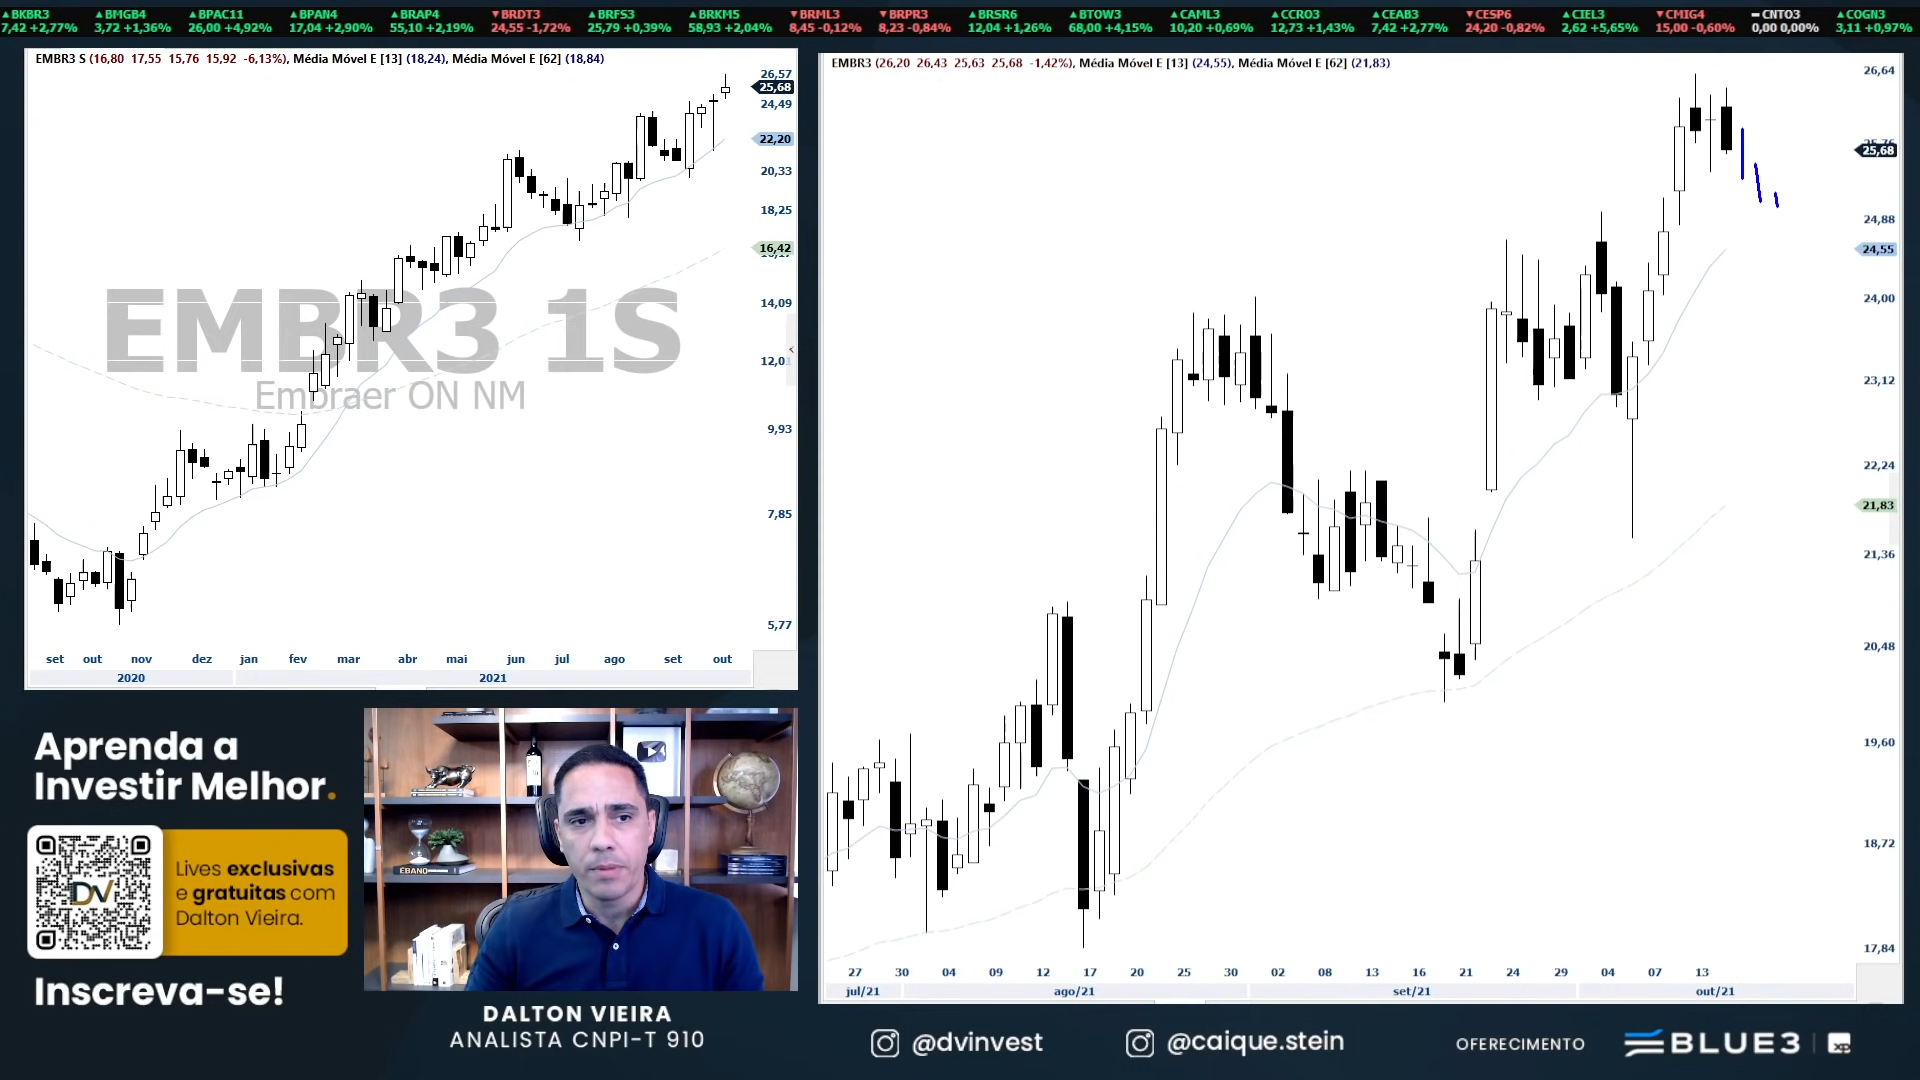 ▲BKBR3 ▲BMGB4 ▲BPAC11 ▲BPAN4 ▲BRAP4 ▼BRDT3 ▲BRFS3 ▲BRKM5 ▼BRML3 ▼BRPR3 ▲BRSR6 ▲BTOW3 ▲CAML3 ▲CCRO3 ▲CEAB3 ▼CESP6 ▲CIEL3 ▼CMIG4 CNTO3 ▲COGN3
7,42 +2,77% 3,72 +1,36% 26,00 +4,92% 17,04 +2,90% 55,10 +2,19% 24,55 -1,72% 25,79 +0,39% 58,93 +2,04% 8,45 -0,12% 8,23 -0,84% 12,04 +1,26% 68,00 +4,15% 10,20 +0,69% 12,73 +1,43% 7,42 +2,77% 24,20 -0,82% 2,62 +5,65% 15,00 -0,60% 0,00 0,00% 3,11 +0,97%
EMBR3 S (16,80 17,55 15,76 15,92 -6,13%), Média Móvel E [13] (18,24), Média Móvel E [62] (18,84)
26,57
25,68
24,49
22,20
20,33
18,25
16,42
14,09
12,01
9,93
7,85
5,77
EMBR3 1S
Embraer ON NM
set out nov dez jan fev mar abr mai jun jul ago set out
2020 2021
EMBR3 (26,20 26,43 25,63 25,68 -1,42%), Média Móvel E [13] (24,55), Média Móvel E [62] (21,83)
26,64
25,68
24,88
24,55
24,00
23,12
22,24
21,83
21,36
20,48
19,60
18,72
17,84
27 30 04 09 12 17 20 25 30 02 08 13 16 21 24 29 04 07 13
jul/21 ago/21 set/21 out/21
Aprenda a
Investir Melhor.
DV
Lives exclusivas
e gratuitas com
Dalton Vieira.
Inscreva-se!
ÉBANO
DALTON VIEIRA
ANALISTA CNPI-T 910
@dvinvest
@caique.stein
OFERECIMENTO
BLUE3
xp